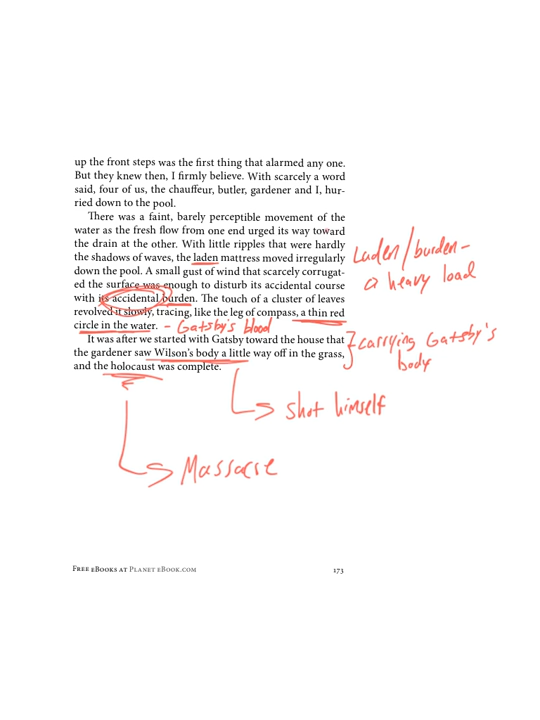 up the front steps was the first thing that alarmed any one.
But they knew then, I firmly believe. With scarcely a word
said, four of us, the chauffeur, butler, gardener and I, hur-
ried down to the pool.
There was a faint, barely perceptible movement of the
water as the fresh flow from one end urged its way toward
the drain at the other. With little ripples that were hardly
the shadows of waves, the laden mattress moved irregularly
down the pool. A small gust of wind that scarcely corrugat-
ed the surface was enough to disturb its accidental course
with its accidental burden. The touch of a cluster of leaves
revolved it slowly, tracing, like the leg of compass, a thin red
circle in the water. - Gatsby's blood
It was after we started with Gatsby toward the house that
the gardener saw Wilson's body a little way off in the grass,
and the holocaust was complete.
Laden/burden-
a heavy load
carrying Gatsby's
body
shot himself
Massacre
FREE EBOOKS AT PLANET EBOOK.COM
173